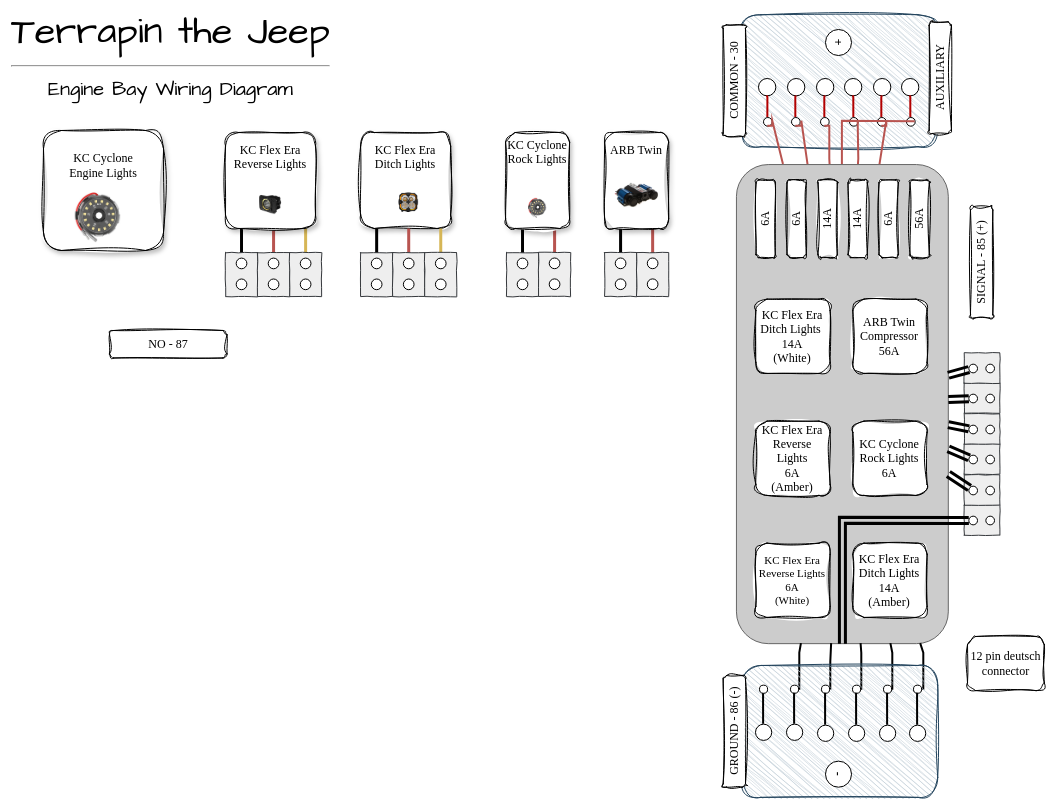 Terrapin the Jeep
Engine Bay Wiring Diagram
KC Cyclone
Engine Lights
KC Flex Era
Reverse Lights
KC Flex Era
Ditch Lights
KC Cyclone
Rock Lights
ARB Twin
NO - 87
COMMON - 30
+
AUXILIARY
6A
6A
14A
14A
6A
56A
SIGNAL - 85 (+)
KC Flex Era
Ditch Lights
14A
(White)
ARB Twin
Compressor
56A
KC Flex Era
Reverse
Lights
6A
(Amber)
KC Cyclone
Rock Lights
6A
KC Flex Era
Reverse Lights
6A
(White)
KC Flex Era
Ditch Lights
14A
(Amber)
12 pin deutsch
connector
GROUND - 86 (-)
-